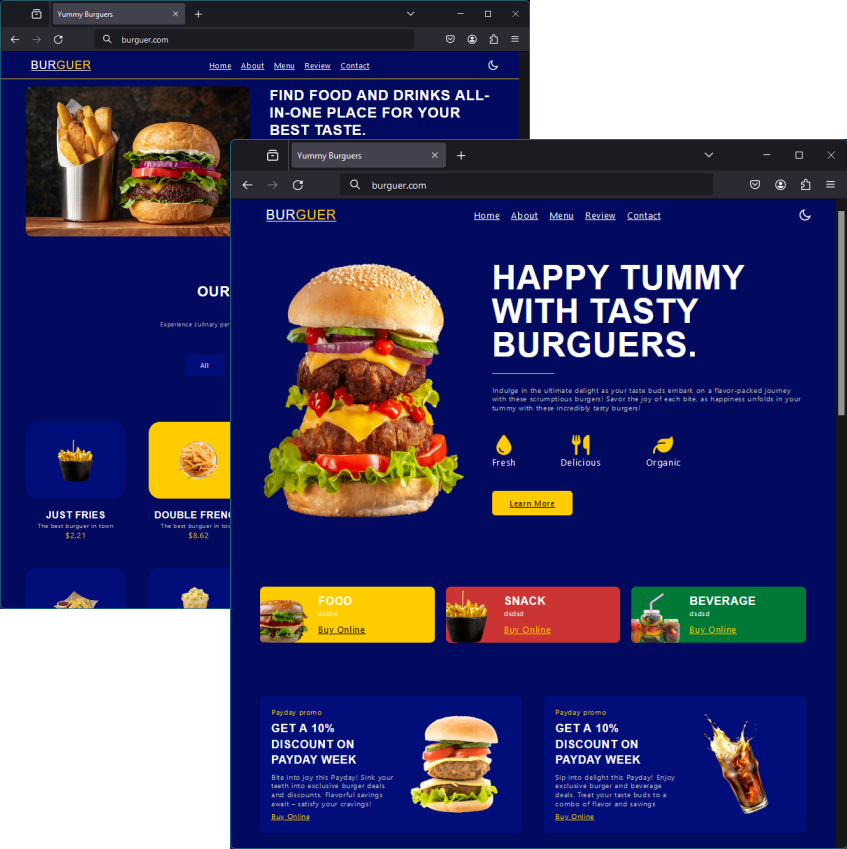 Yummy Burguers
burguer.com
BURGUER
Home About Menu Review Contact
FIND FOOD AND DRINKS ALL-
IN-ONE PLACE FOR YOUR
BEST TASTE.
OUR
Experience culinary
All
JUST FRIES
The best burguer in town
$2.21
DOUBLE
The best burguer in
$8.62
Yummy Burguers
burguer.com
BURGUER
Home About Menu Review Contact
HAPPY TUMMY
WITH TASTY
BURGUERS.
Indulge in the ultimate delight as your taste buds embark on a flavor-packed journey
with these scrumptious burgers! Savor the joy of each bite, as happiness unfolds in your
tummy with these incredibly tasty burgers!
Fresh Delicious Organic
Learn More
FOOD
dsdsd
Buy Online
SNACK
dsdsd
Buy Online
BEVERAGE
dsdsd
Buy Online
Payday promo
GET A 10%
DISCOUNT ON
PAYDAY WEEK
Bite into joy this Payday! Sink your
teeth into exclusive burger deals
and discounts. Flavorful savings
await – satisfy your cravings!
Buy Online
Payday promo
GET A 10%
DISCOUNT ON
PAYDAY WEEK
Sip into delight this Payday! Enjoy
exclusive burger and beverage
deals. Treat your taste buds to a
combo of flavor and savings
Buy Online